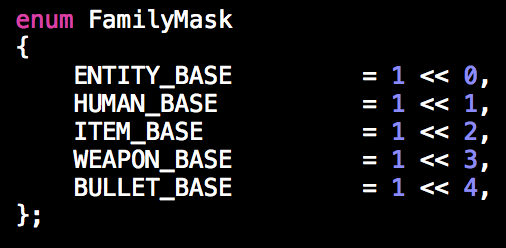 enum FamilyMask
{
    ENTITY_BASE         = 1 << 0,
    HUMAN_BASE          = 1 << 1,
    ITEM_BASE           = 1 << 2,
    WEAPON_BASE         = 1 << 3,
    BULLET_BASE         = 1 << 4,
};